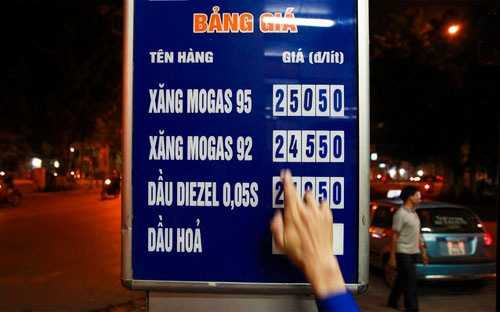 BẢNG GIÁ
TÊN HÀNG GIÁ (đ/lít)
XĂNG MOGAS 95 25050
XĂNG MOGAS 92 24550
DẦU DIEZEL 0,05S
DẦU HOẢ